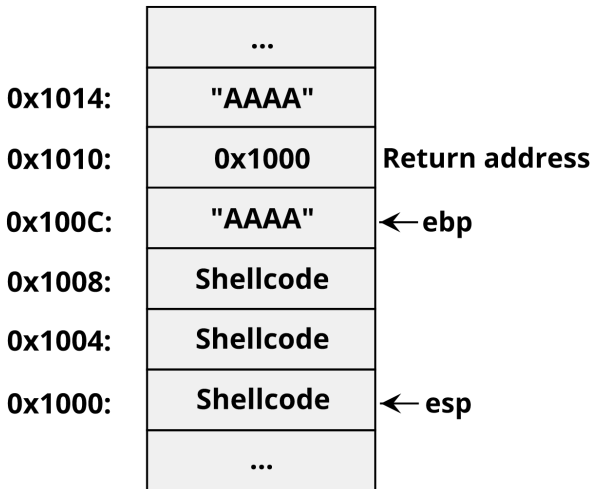 ...
0x1014: "AAAA"
0x1010: 0x1000 Return address
0x100C: "AAAA" ebp
0x1008: Shellcode
0x1004: Shellcode
0x1000: Shellcode esp
...